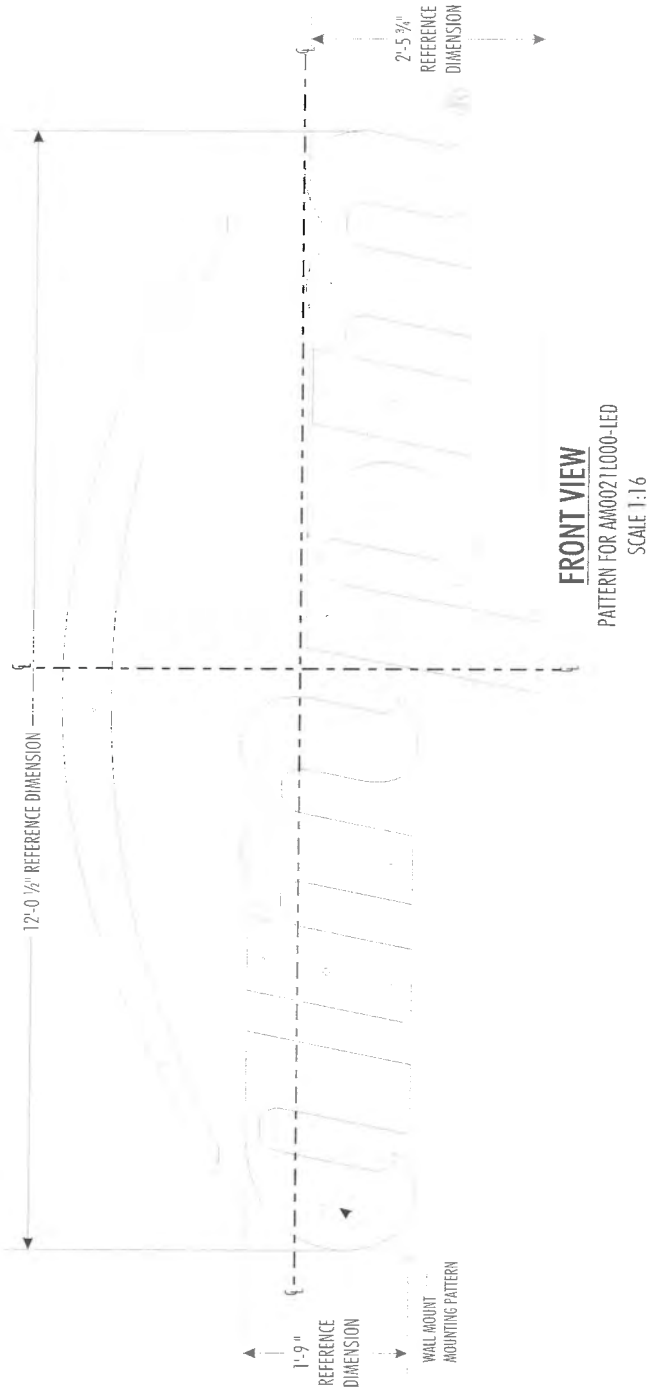 12'-0 ½" REFERENCE DIMENSION
2'-5 ¾"
REFERENCE
DIMENSION
1'-9"
REFERENCE
DIMENSION
WALL MOUNT
MOUNTING PATTERN
FRONT VIEW
PATTERN FOR AM0021L000-LED
SCALE 1:16